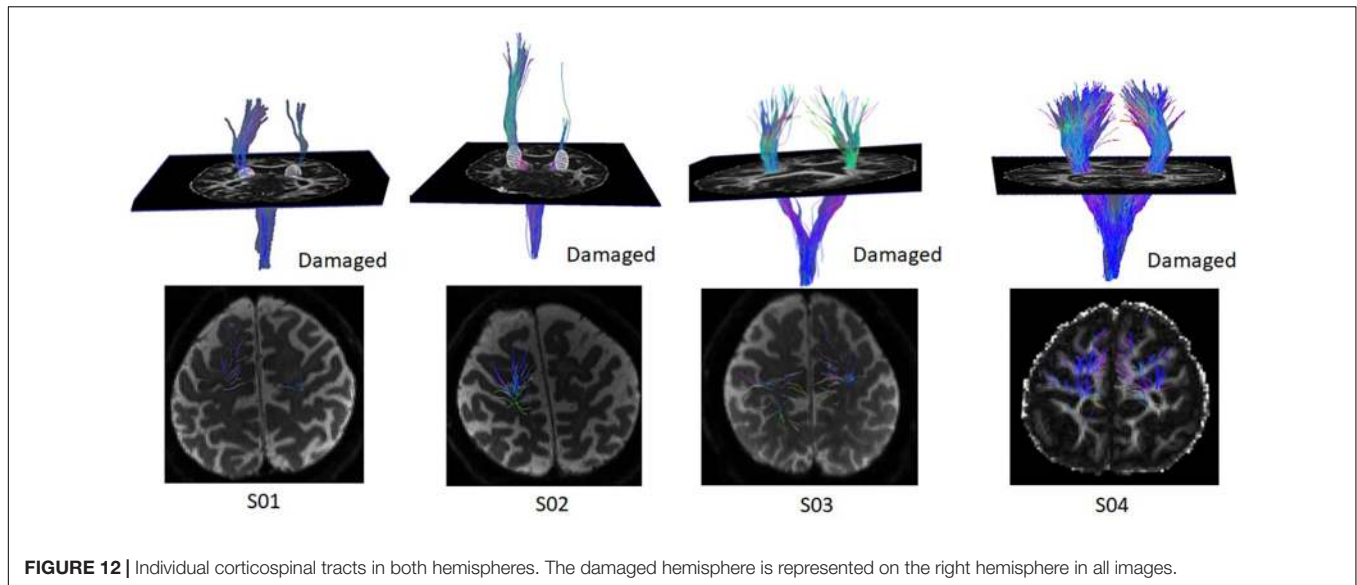 Damaged Damaged Damaged Damaged
S01 S02 S03 S04
FIGURE 12 | Individual corticospinal tracts in both hemispheres. The damaged hemisphere is represented on the right hemisphere in all images.